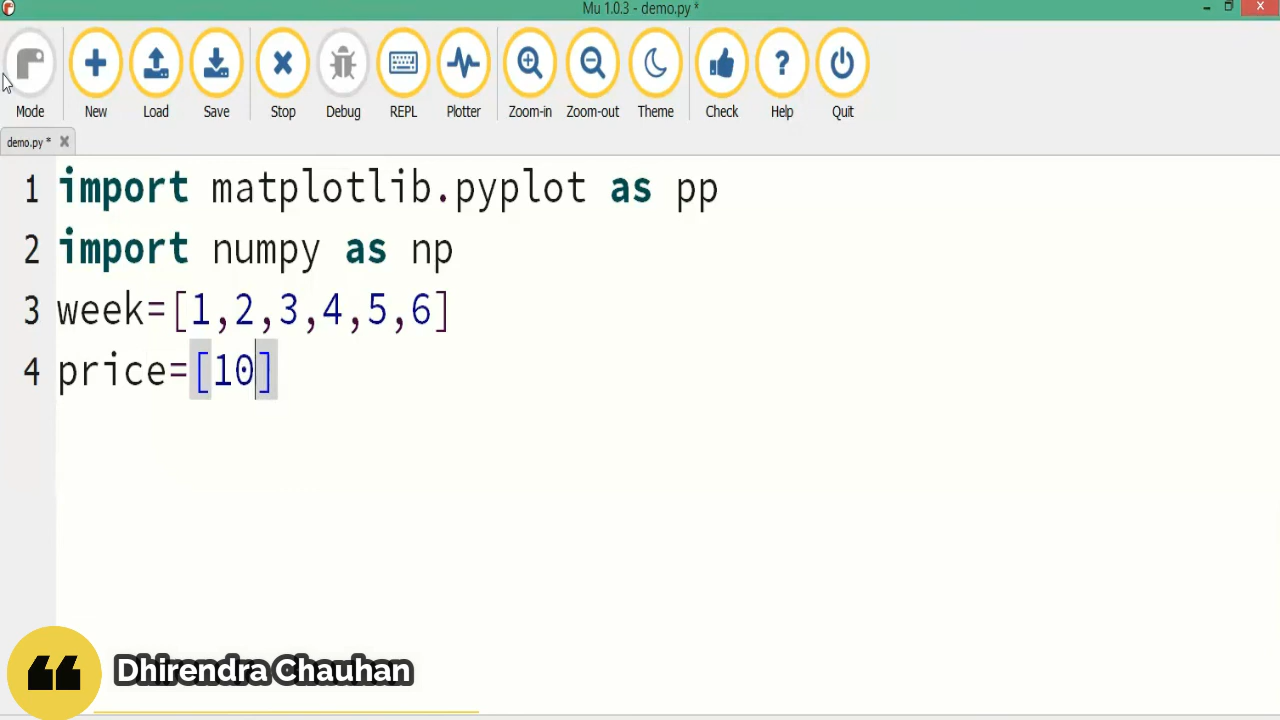 Mu 1.0.3 - demo.py *
Mode New Load Save Stop Debug REPL Plotter Zoom-in Zoom-out Theme Check Help Quit
demo.py *
1 import matplotlib.pyplot as pp
2 import numpy as np
3 week=[1,2,3,4,5,6]
4 price=[10]
Dhirendra Chauhan